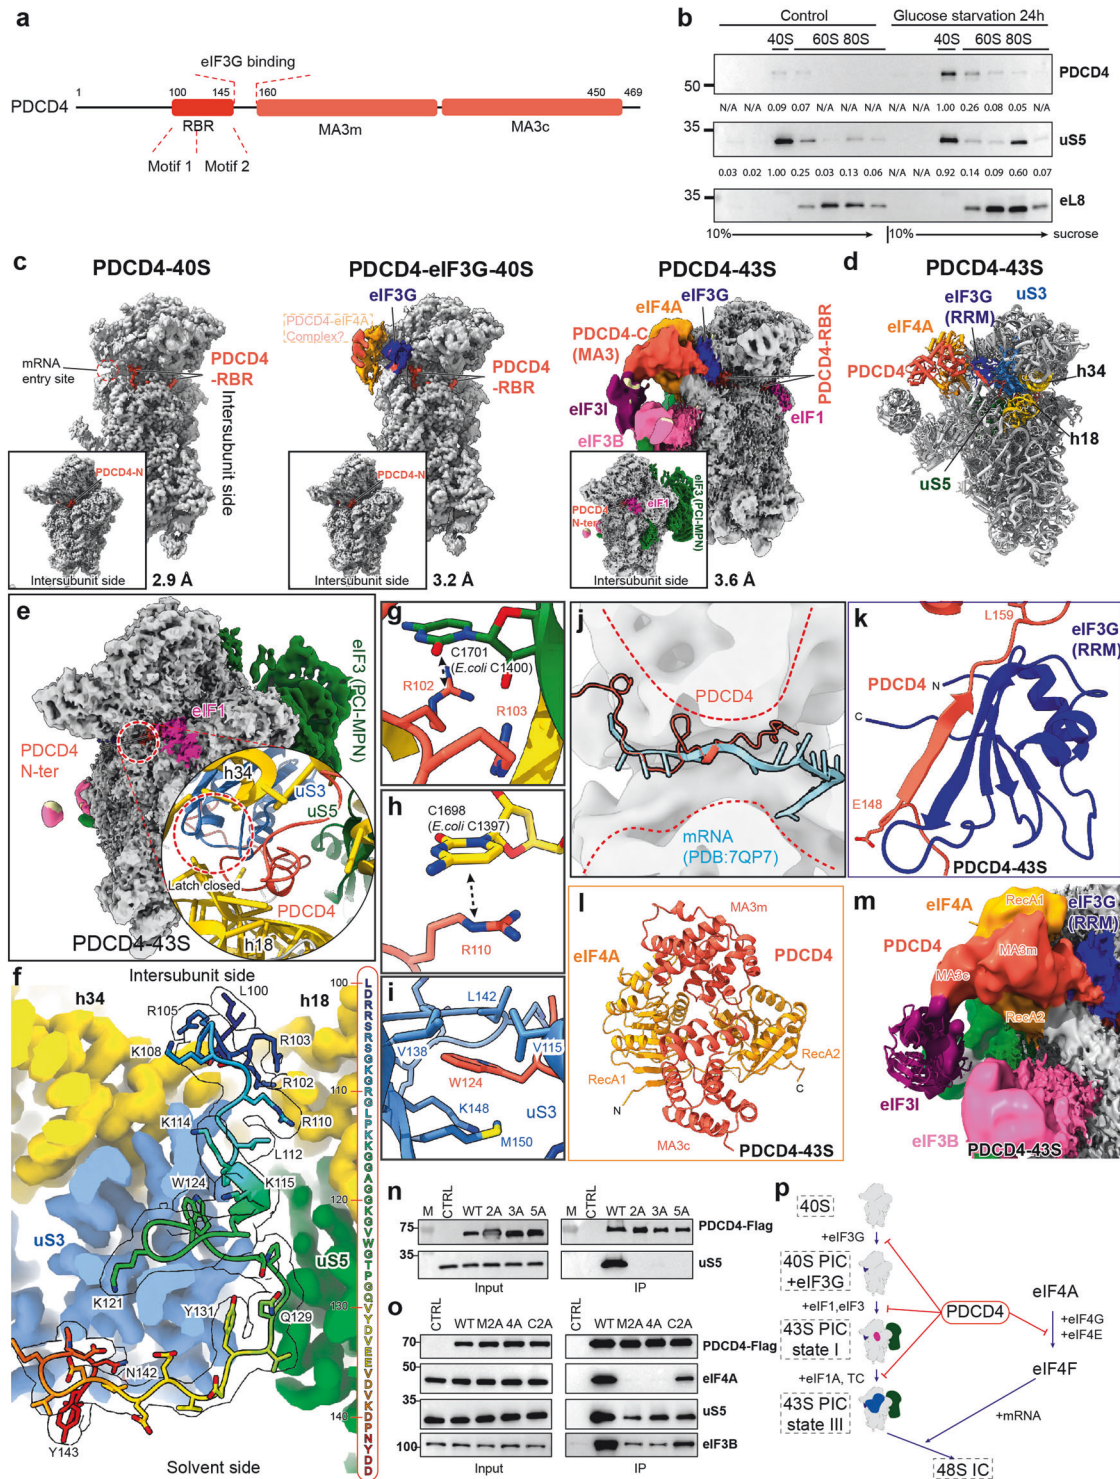 a
eIF3G binding
1
100
145
160
450
469
PDCD4
RBR
MA3m
MA3c
Motif 1
Motif 2
b
Control
Glucose starvation 24h
40S
60S 80S
40S
60S 80S
50
PDCD4
N/A N/A 0.09 0.07 N/A N/A N/A N/A N/A 1.00 0.26 0.08 0.05 N/A
35
uS5
0.03 0.02 1.00 0.25 0.03 0.13 0.06 N/A N/A 0.92 0.14 0.09 0.60 0.07
35
eL8
10%
10%
sucrose
c
PDCD4-40S
mRNA
entry site
PDCD4
-RBR
Intersubunit side
PDCD4-N
Intersubunit side
2.9 Å
PDCD4-eIF3G-40S
eIF3G
PDCD4-eIF4A
Complex?
PDCD4
-RBR
PDCD4-N
Intersubunit side
3.2 Å
PDCD4-43S
eIF3G
eIF4A
PDCD4-C
(MA3)
PDCD4-RBR
eIF3I
eIF3B
eIF1
PDCD4
N-ter
eIF1
eIF3 (PCI-MPN)
Intersubunit side
3.6 Å
d
PDCD4-43S
eIF3G
(RRM)
uS3
eIF4A
PDCD4
h34
h18
uS5
e
eIF3 (PCI-MPN)
eIF1
PDCD4
N-ter
h34
uS3
uS5
Latch closed
PDCD4
h18
PDCD4-43S
f
Intersubunit side
h34
h18
L100
R105
R103
K108
R102
R110
K114
L112
W124
K115
uS3
uS5
K121
Y131
Q129
N142
Y143
Solvent side
100
110
120
130
140
L
D
R
R
S
R
S
G
K
G
R
G
L
P
K
K
G
G
A
G
G
K
G
V
W
G
T
P
G
Q
V
Y
D
V
E
E
V
D
V
K
D
P
N
Y
D
D
g
C1701
(E.coli C1400)
R102
R103
h
C1698
(E.coli C1397)
R110
i
L142
V138
V115
W124
K148
uS3
M150
j
PDCD4
mRNA
(PDB:7QP7)
k
L159
eIF3G
(RRM)
PDCD4
N
C
E148
PDCD4-43S
l
MA3m
eIF4A
PDCD4
RecA1
RecA2
N
C
MA3c
PDCD4-43S
m
RecA1
eIF4A
eIF3G
(RRM)
PDCD4
MA3m
MA3c
RecA2
eIF3I
eIF3B
PDCD4-43S
n
M CTRL WT 2A 3A 5A
M CTRL WT 2A 3A 5A
75
75
PDCD4-Flag
35
25
35
25
uS5
Input
IP
o
CTRL WT M2A 4A C2A
CTRL WT M2A 4A C2A
70
70
PDCD4-Flag
50
50
40
eIF4A
25
25
uS5
100
100
eIF3B
Input
IP
p
40S
+eIF3G
40S PIC
+eIF3G
+eIF1,eIF3
43S PIC
state I
+eIF1A, TC
43S PIC
state III
PDCD4
eIF4A
+eIF4G
+eIF4E
eIF4F
+mRNA
48S IC